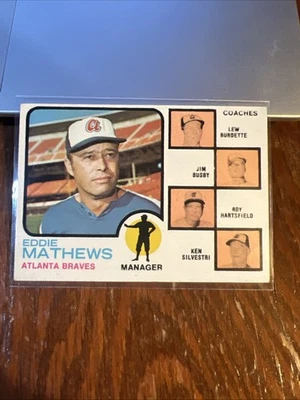 COACHES
LEW
BURDETTE
JIM
BUSBY
ROY
HARTSFIELD
KEN
SILVESTRI
EDDIE
MATHEWS
ATLANTA BRAVES
MANAGER